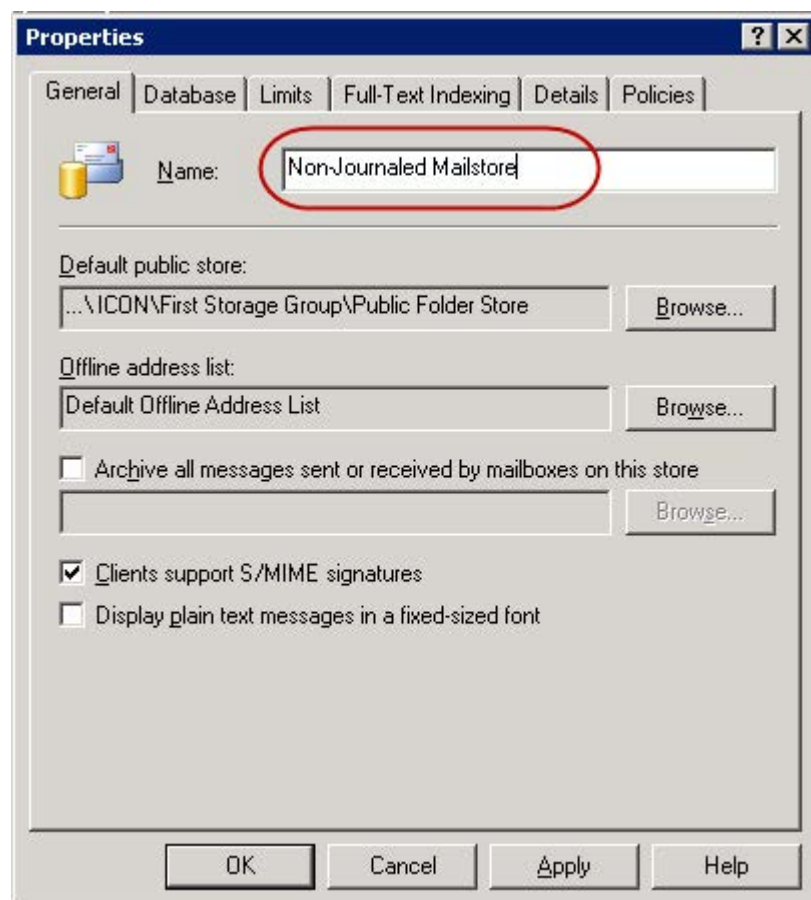 Properties
General Database Limits Full-Text Indexing Details Policies
Name: Non-Journaled Mailstore
Default public store:
...\ICON\First Storage Group\Public Folder Store Browse...
Offline address list:
Default Offline Address List Browse...
Archive all messages sent or received by mailboxes on this store
Browse...
Clients support S/MIME signatures
Display plain text messages in a fixed-sized font
OK Cancel Apply Help